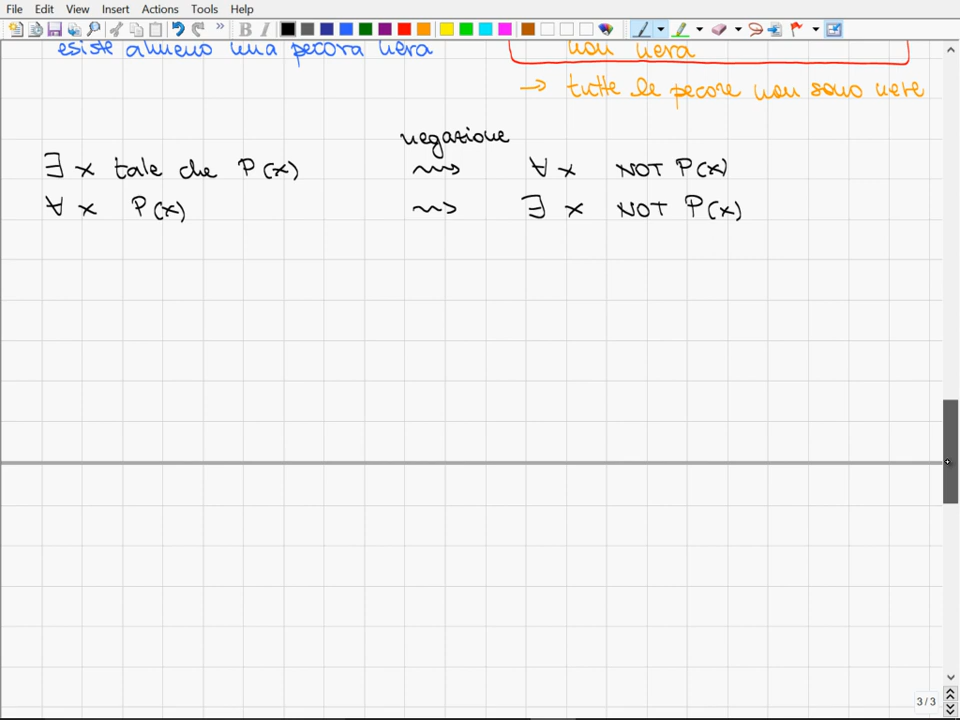 File Edit View Insert Actions Tools Help
B I
esiste almeno una pecora nera
non nera
→ tutte le pecore non sono nere
negazione
∃ x tale che P(x) ⇝ ∀ x NOT P(x)
∀ x P(x) ⇝ ∃ x NOT P(x)
3 / 3